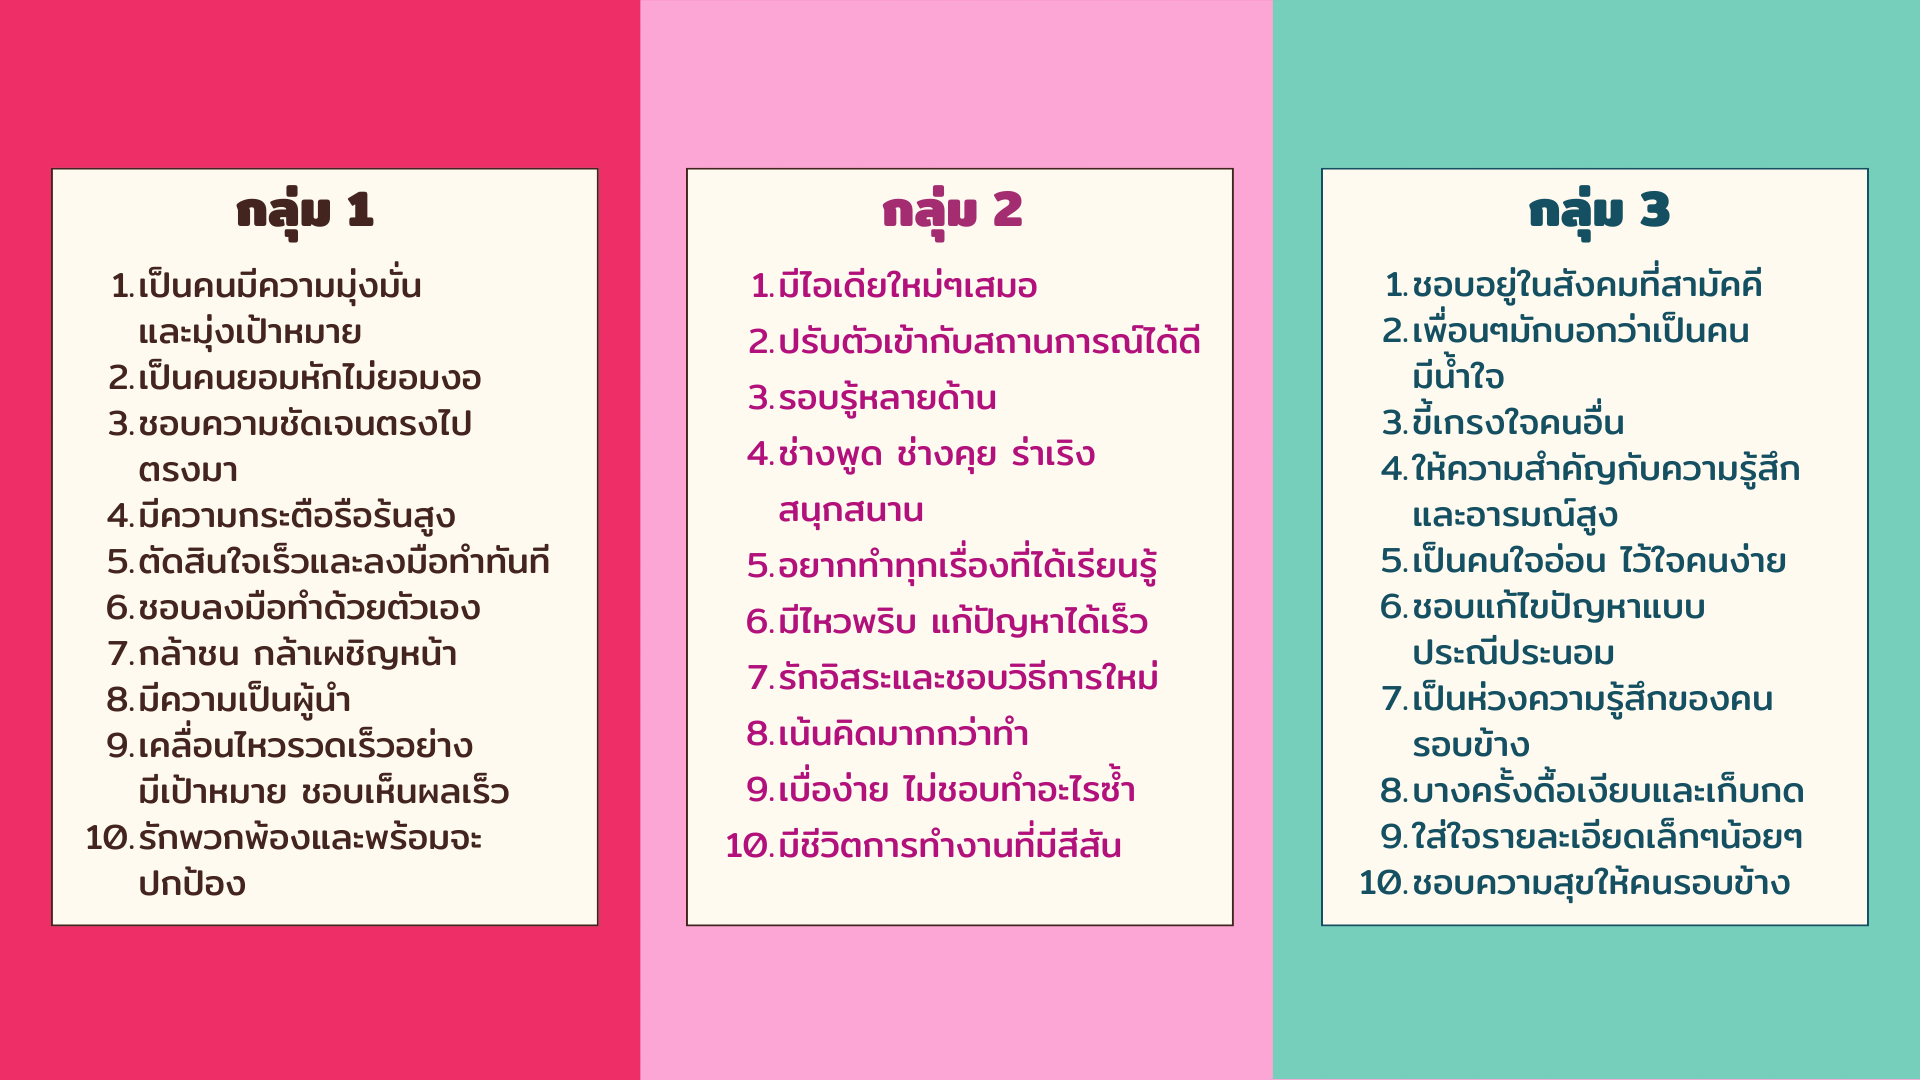 กลุ่ม 1
1. เป็นคนมีความมุ่งมั่น
และมุ่งเป้าหมาย
2. เป็นคนยอมหักไม่ยอมงอ
3. ชอบความชัดเจนตรงไป
ตรงมา
4. มีความกระตือรือร้นสูง
5. ตัดสินใจเร็วและลงมือทำทันที
6. ชอบลงมือทำด้วยตัวเอง
7. กล้าชน กล้าเผชิญหน้า
8. มีความเป็นผู้นำ
9. เคลื่อนไหวรวดเร็วอย่าง
มีเป้าหมาย ชอบเห็นผลเร็ว
10. รักพวกพ้องและพร้อมจะ
ปกป้อง
กลุ่ม 2
1. มีไอเดียใหม่ๆเสมอ
2. ปรับตัวเข้ากับสถานการณ์ได้ดี
3. รอบรู้หลายด้าน
4. ช่างพูด ช่างคุย ร่าเริง
สนุกสนาน
5. อยากทำทุกเรื่องที่ได้เรียนรู้
6. มีไหวพริบ แก้ปัญหาได้เร็ว
7. รักอิสระและชอบวิธีการใหม่
8. เน้นคิดมากกว่าทำ
9. เบื่อง่าย ไม่ชอบทำอะไรซ้ำ
10. มีชีวิตการทำงานที่มีสีสัน
กลุ่ม 3
1. ชอบอยู่ในสังคมที่สามัคคี
2. เพื่อนๆมักบอกว่าเป็นคน
มีน้ำใจ
3. ขี้เกรงใจคนอื่น
4. ให้ความสำคัญกับความรู้สึก
และอารมณ์สูง
5. เป็นคนใจอ่อน ไว้ใจคนง่าย
6. ชอบแก้ไขปัญหาแบบ
ประณีประนอม
7. เป็นห่วงความรู้สึกของคน
รอบข้าง
8. บางครั้งดื้อเงียบและเก็บกด
9. ใส่ใจรายละเอียดเล็กๆน้อยๆ
10. ชอบความสุขให้คนรอบข้าง